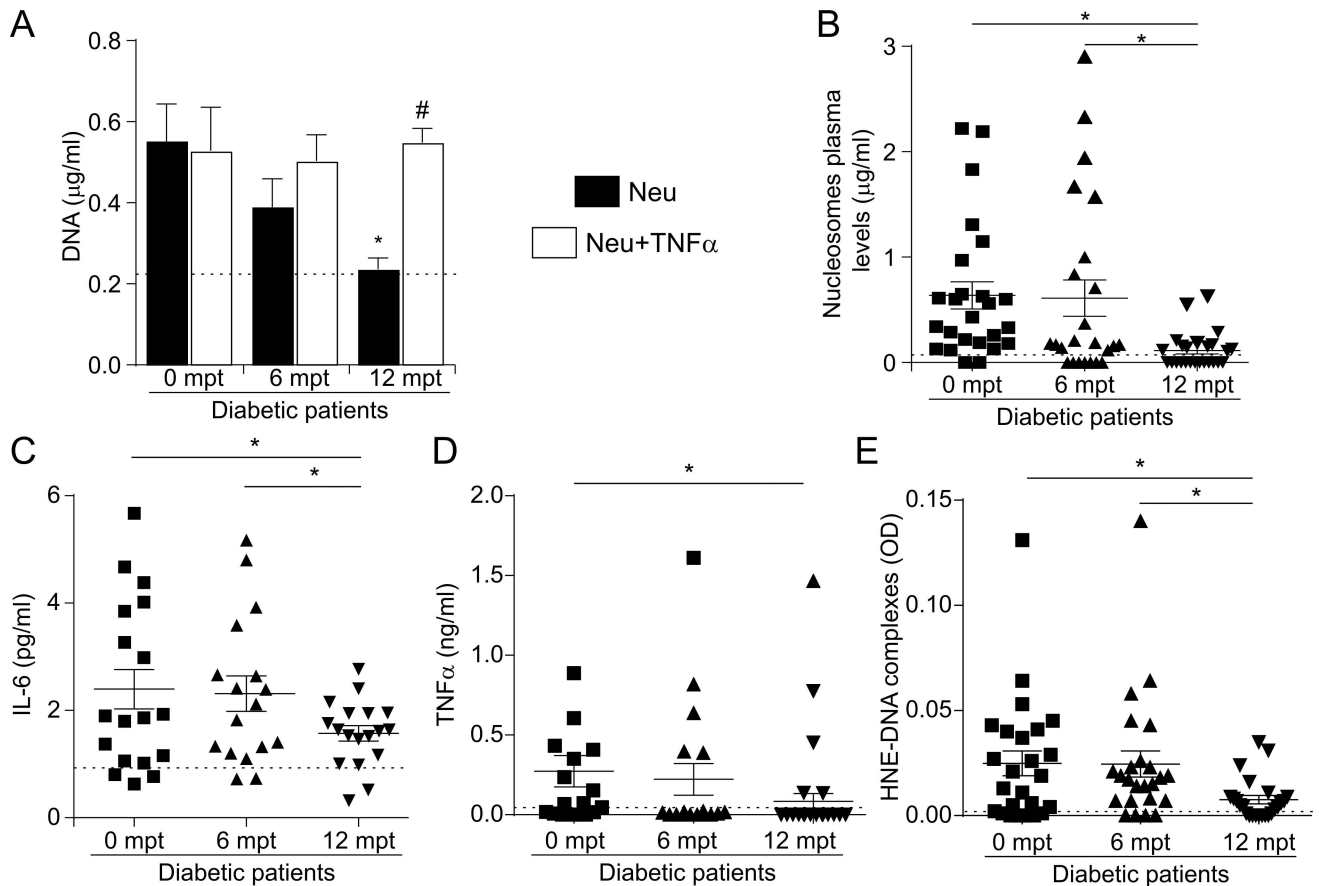 A
0.8
0.6
0.4
0.2
0.0
DNA (μg/ml)
*
#
0 mpt 6 mpt 12 mpt
Diabetic patients
Neu
Neu+TNFα
B
*
*
3
2
1
0
Nucleosomes plasma
levels (μg/ml)
0 mpt 6 mpt 12 mpt
Diabetic patients
C
*
*
6
4
2
0
IL-6 (pg/ml)
0 mpt 6 mpt 12 mpt
Diabetic patients
D
*
2.0
1.5
1.0
0.5
0.0
TNFα (ng/ml)
0 mpt 6 mpt 12 mpt
Diabetic patients
E
*
*
0.15
0.10
0.05
0.00
HNE-DNA complexes (OD)
0 mpt 6 mpt 12 mpt
Diabetic patients